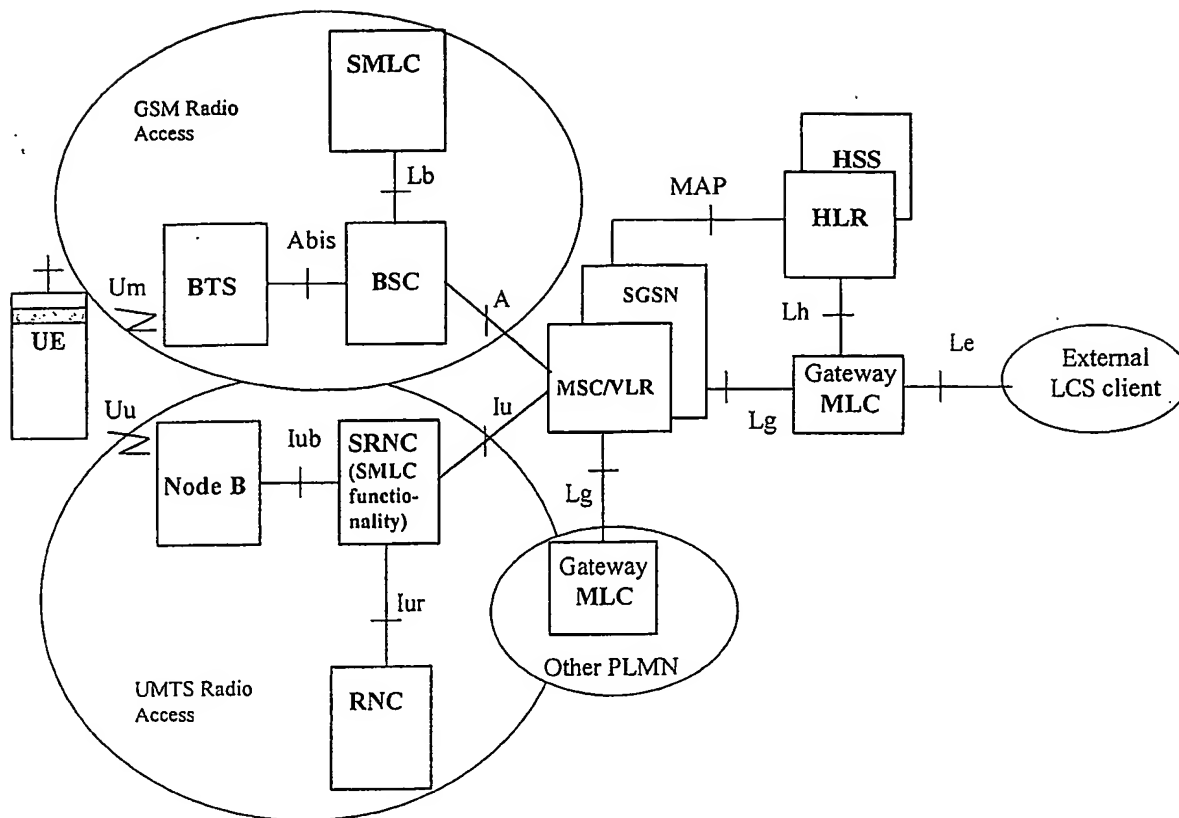 SMLC
GSM Radio
Access
Lb
HSS
MAP
HLR
Abis
Um
BTS
BSC
A
SGSN
Lh
UE
Le
External
LCS client
Gateway
MLC
MSC/VLR
Lg
Uu
Iu
Iub
SRNC
(SMLC
functio-
nality)
Node B
Lg
Gateway
MLC
Iur
Other PLMN
UMTS Radio
Access
RNC